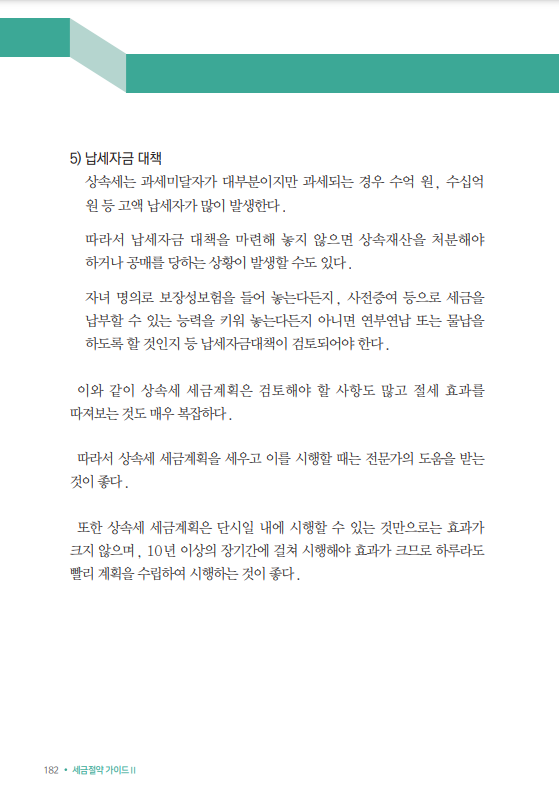 5) 납세자금 대책
상속세는 과세미달자가 대부분이지만 과세되는 경우 수억 원, 수십억
원 등 고액 납세자가 많이 발생한다.
따라서 납세자금 대책을 마련해 놓지 않으면 상속재산을 처분해야
하거나 공매를 당하는 상황이 발생할 수도 있다.
자녀 명의로 보장성보험을 들어 놓는다든지, 사전증여 등으로 세금을
납부할 수 있는 능력을 키워 놓는다든지 아니면 연부연납 또는 물납을
하도록 할 것인지 등 납세자금대책이 검토되어야 한다.
이와 같이 상속세 세금계획은 검토해야 할 사항도 많고 절세 효과를
따져보는 것도 매우 복잡하다.
따라서 상속세 세금계획을 세우고 이를 시행할 때는 전문가의 도움을 받는
것이 좋다.
또한 상속세 세금계획은 단시일 내에 시행할 수 있는 것만으로는 효과가
크지 않으며, 10년 이상의 장기간에 걸쳐 시행해야 효과가 크므로 하루라도
빨리 계획을 수립하여 시행하는 것이 좋다.
182 • 세금절약 가이드 II